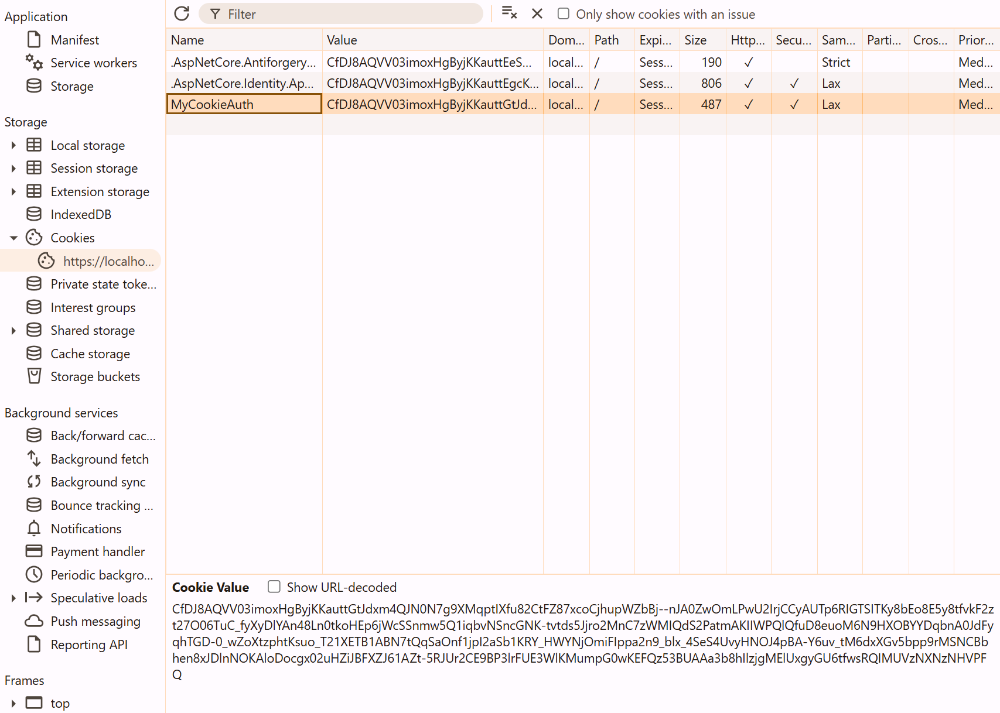 Application
Manifest
Service workers
Storage
Storage
Local storage
Session storage
Extension storage
IndexedDB
Cookies
https://localho...
Private state toke...
Interest groups
Shared storage
Cache storage
Storage buckets
Background services
Back/forward cac...
Background fetch
Background sync
Bounce tracking ...
Notifications
Payment handler
Periodic backgro...
Speculative loads
Push messaging
Reporting API
Frames
top
Filter
Only show cookies with an issue
Name Value Dom... Path Expi... Size Http... Secu... Sam... Parti... Cros... Prior...
.AspNetCore.Antiforgery... CfDJ8AQVV03imoxHgByjKKauttEeS... local... / Sess... 190 ✓ Strict Med...
.AspNetCore.Identity.Ap... CfDJ8AQVV03imoxHgByjKKauttEgcK... local... / Sess... 806 ✓ ✓ Lax Med...
MyCookieAuth CfDJ8AQVV03imoxHgByjKKauttGtJd... local... / Sess... 487 ✓ ✓ Lax Med...
Cookie Value Show URL-decoded
CfDJ8AQVV03imoxHgByjKKauttGtJdxm4QJN0N7g9XMqptIXfu82CtFZ87xcoCjhupWZbBj--nJA0ZwOmLPwU2IrjCCyAUTp6RIGTSITKy8bEo8E5y8tfvkF2z
t27O06TuC_fyXyDlYAn48Ln0tkoHEp6jWcSSnmw5Q1iqbvNSncGNK-tvtds5Jjro2MnC7zWMIQdS2PatmAKIIWPQlQfuD8euoM6N9HXOBYYDqbnA0JdFy
qhTGD-0_wZoXtzphtKsuo_T21XETB1ABN7tQqSaOnf1jpI2aSb1KRY_HWYNjOmiFIppa2n9_blx_4SeS4UvyHNOJ4pBA-Y6uv_tM6dxXGv5bpp9rMSNCBb
hen8xJDlnNOKAloDocgx02uHZiJBFXZJ61AZt-5RJUr2CE9BP3lrFUE3WlKMumpG0wKEFQz53BUAAa3b8hIlzjgMElUxgyGU6tfwsRQIMUVzNXNzNHVPF
Q